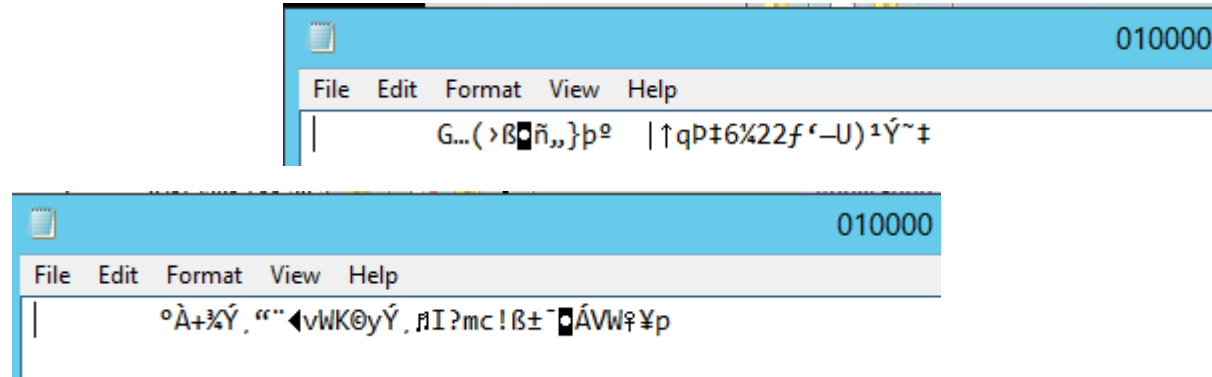 010000
File Edit Format View Help
G…(›ß◘ñ„}þº |↑qÞ‡6¼22ƒ‘—U)¹Ý˜‡
010000
File Edit Format View Help
°À+¾Ý¸“¨◄vWK©yÝ¸♬I?mc!ß±¯◘ÁVW♀¥p